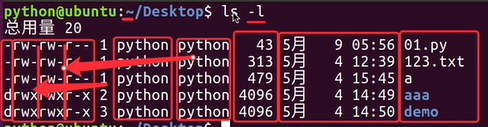 python@ubuntu:~/Desktop$ ls -l
总用量 20
-rw-rw-r-- 1 python python 43 5月 9 05:56 01.py
-rw-rw-r-- 1 python python 313 5月 4 12:39 123.txt
-rw-rw-r-- 1 python python 479 5月 4 15:45 a
drwxrwxr-x 2 python python 4096 5月 4 14:49 aaa
drwxrwxr-x 3 python python 4096 5月 4 14:50 demo
python@ubuntu:~/Desktop$